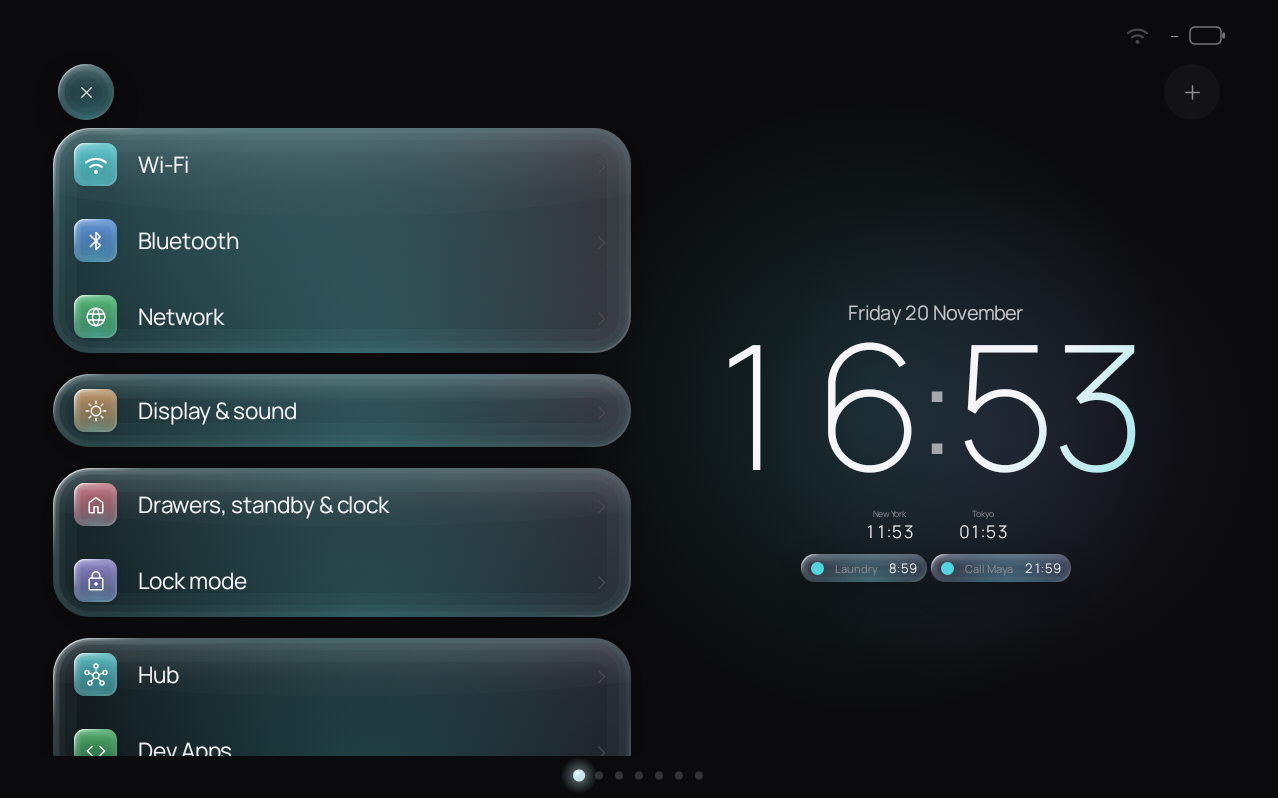 Wi-Fi
Bluetooth
Network
Display & sound
Drawers, standby & clock
Lock mode
Hub
Dev Apps
Friday 20 November
16:53
New York
11:53
Tokyo
01:53
Laundry 8:59
Call Maya 21:59